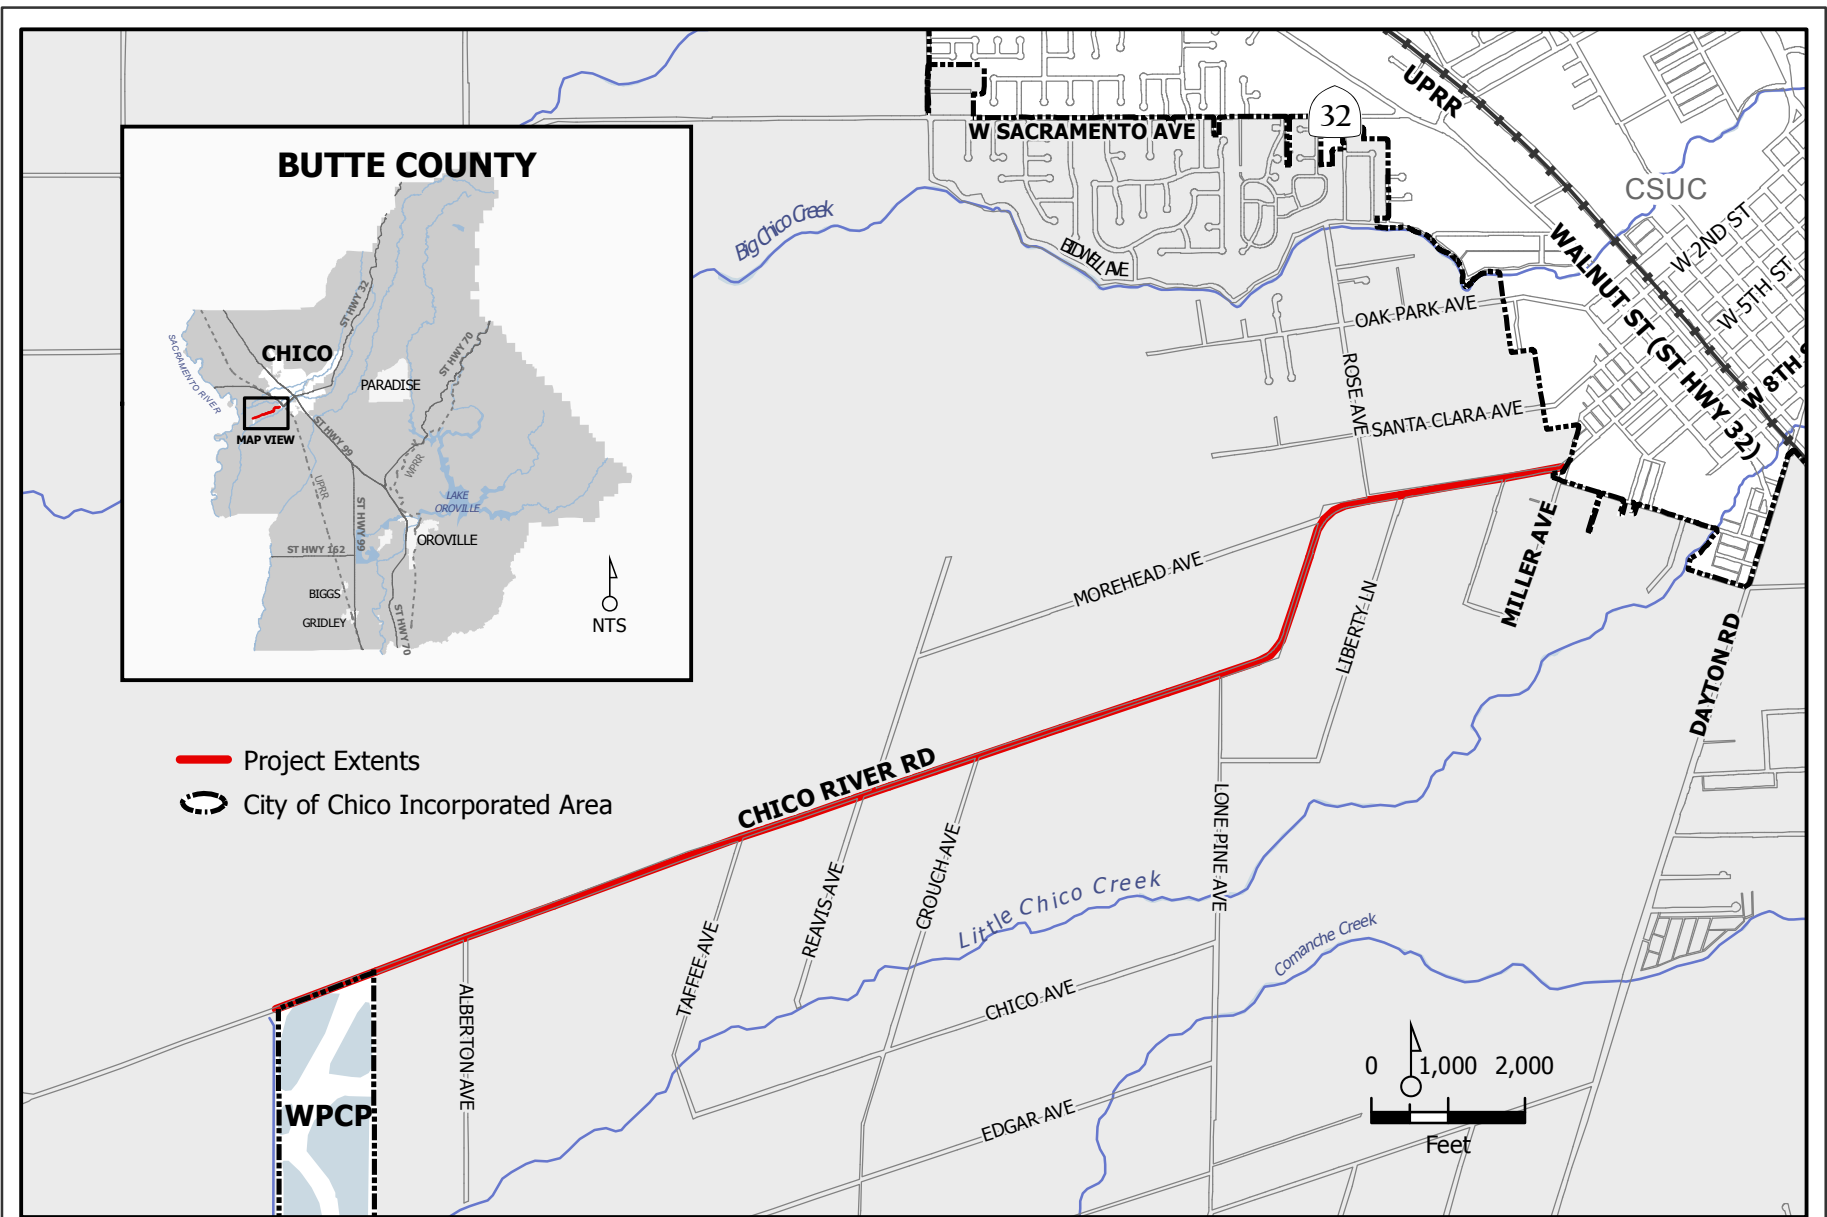 32
W SACRAMENTO AVE
UPRR
CSUC
W 2ND ST
W 5TH ST
W 8TH S
WALNUT ST (ST HWY 32)
Big Chico Creek
BIDWELL AVE
OAK PARK AVE
ROSE AVE
SANTA CLARA AVE
MOREHEAD AVE
LIBERTY LN
MILLER AVE
DAYTON RD
BUTTE COUNTY
ST HWY 32
SACRAMENTO RIVER
CHICO
PARADISE
ST HWY 70
MAP VIEW
ST HWY 99
UPRR
WPRR
LAKE
OROVILLE
ST HWY 99
OROVILLE
ST HWY 162
BIGGS
GRIDLEY
ST HWY 70
NTS
Project Extents
City of Chico Incorporated Area
CHICO RIVER RD
LONE PINE AVE
CROUCH AVE
REAVIS AVE
TAFFEE AVE
ALBERTON AVE
Little Chico Creek
Comanche Creek
CHICO AVE
EDGAR AVE
WPCP
0 1,000 2,000
Feet